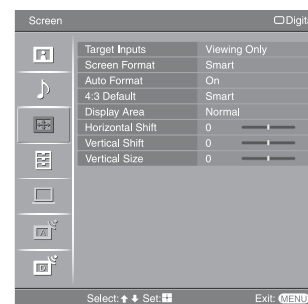 Screen Digit
Target Inputs Viewing Only
Screen Format Smart
Auto Format On
4:3 Default Smart
Display Area Normal
Horizontal Shift 0
Vertical Shift 0
Vertical Size 0
A
D
Select: Set: Exit: MENU